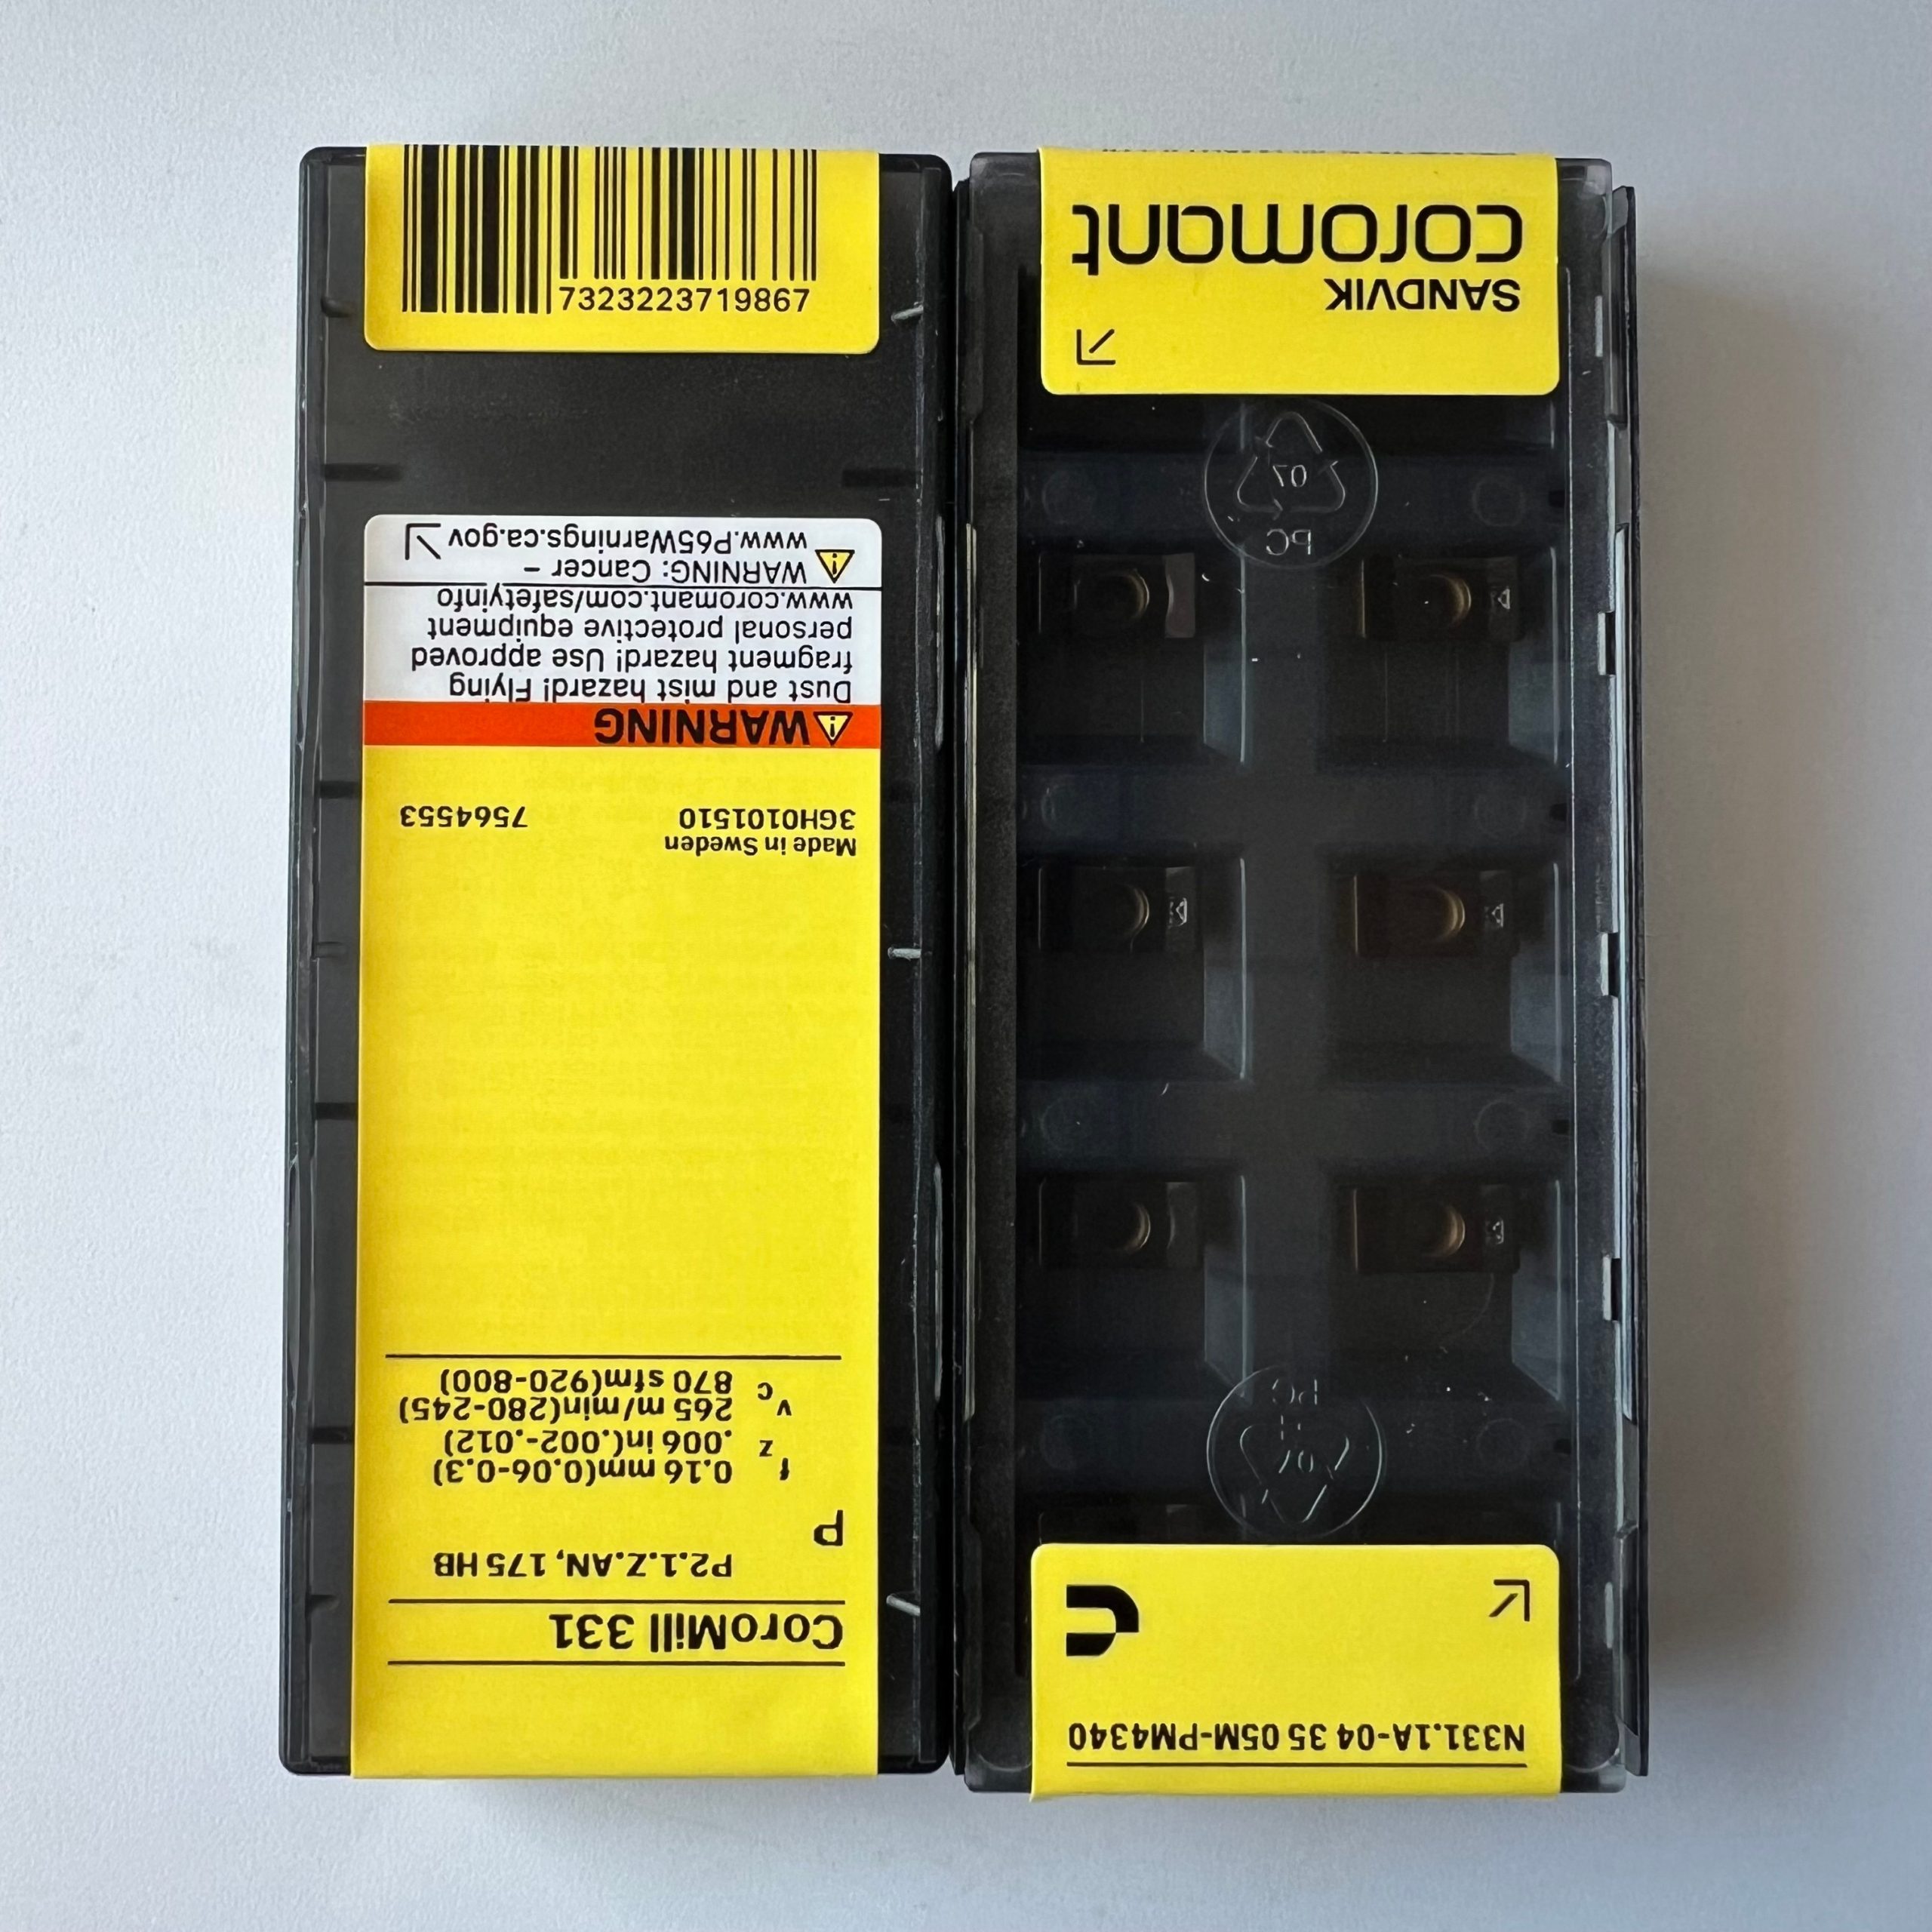 7323223719867
CoroMill 331
P2.1.Z.AN, 175 HB
P
f z 0.16 mm(0.06-0.3)
.006 in(.002-.012)
v c 265 m/min(280-245)
870 sfm(920-800)
Made in Sweden
3GH0101510 7564553
WARNING
Dust and mist hazard! Flying
fragment hazard! Use approved
personal protective equipment
www.coromant.com/safetyinfo
WARNING: Cancer –
www.P65Warnings.ca.gov
N331.1A-04 35 05M-PM4340
07
PC
07
PC
SANDVIK
coromant